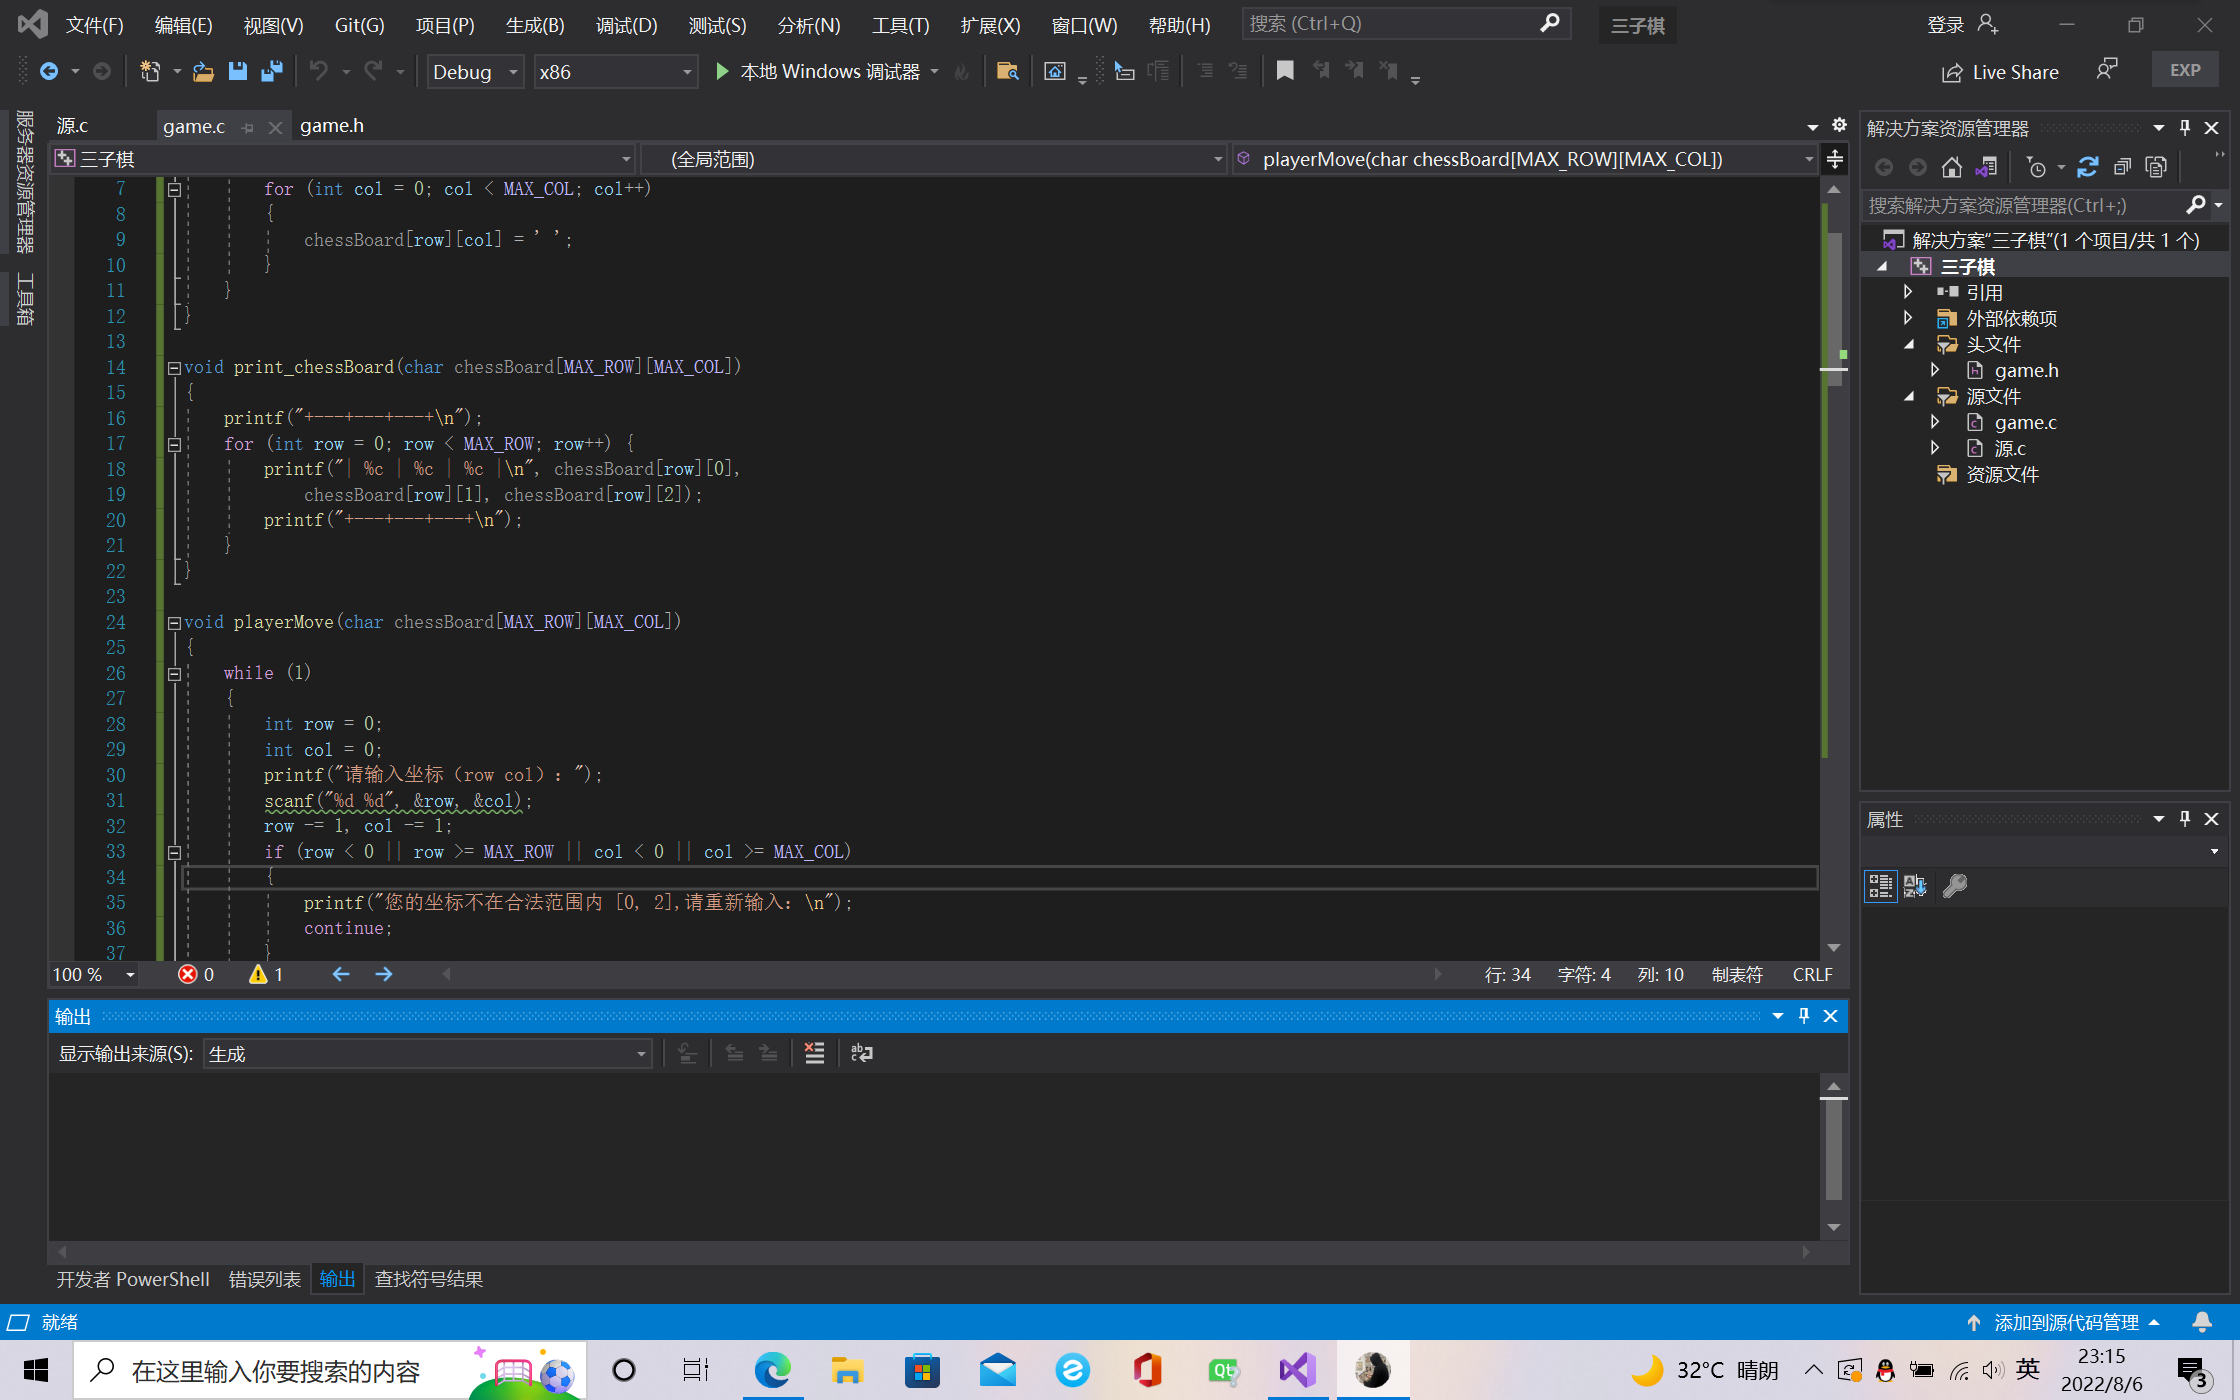 文件(F) 编辑(E) 视图(V) Git(G) 项目(P) 生成(B) 调试(D) 测试(S) 分析(N) 工具(T) 扩展(X) 窗口(W) 帮助(H) 搜索 (Ctrl+Q) 三子棋 登录
Debug x86 本地 Windows 调试器 Live Share EXP
服务器资源管理器
工具箱
源.c game.c game.h
三子棋 (全局范围) playerMove(char chessBoard[MAX_ROW][MAX_COL])
7 for (int col = 0; col < MAX_COL; col++)
8 {
9 chessBoard[row][col] = ' ';
10 }
11 }
12 }
13
14 void print_chessBoard(char chessBoard[MAX_ROW][MAX_COL])
15 {
16 printf("+---+---+---+\n");
17 for (int row = 0; row < MAX_ROW; row++) {
18 printf("| %c | %c | %c |\n", chessBoard[row][0],
19 chessBoard[row][1], chessBoard[row][2]);
20 printf("+---+---+---+\n");
21 }
22 }
23
24 void playerMove(char chessBoard[MAX_ROW][MAX_COL])
25 {
26 while (1)
27 {
28 int row = 0;
29 int col = 0;
30 printf("请输入坐标（row col）：");
31 scanf("%d %d", &row, &col);
32 row -= 1, col -= 1;
33 if (row < 0 || row >= MAX_ROW || col < 0 || col >= MAX_COL)
34 {
35 printf("您的坐标不在合法范围内 [0, 2],请重新输入：\n");
36 continue;
37 }
100 % 0 1 行: 34 字符: 4 列: 10 制表符 CRLF
输出
显示输出来源(S): 生成
开发者 PowerShell 错误列表 输出 查找符号结果
解决方案资源管理器
搜索解决方案资源管理器(Ctrl+;)
解决方案"三子棋"(1 个项目/共 1 个)
三子棋
引用
外部依赖项
头文件
game.h
源文件
game.c
源.c
资源文件
属性
就绪 添加到源代码管理
在这里输入你要搜索的内容 32°C 晴朗 英 23:15
2022/8/6 3